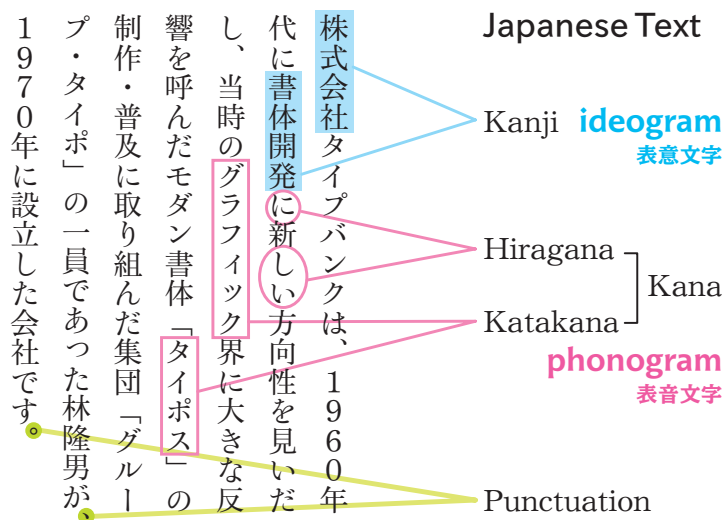 株式会社タイプバンクは、1960年
代に書体開発に新しい方向性を見いだ
し、当時のグラフィック界に大きな反
響を呼んだモダン書体「タイポス」の
制作・普及に取り組んだ集団「グルー
プ・タイポ」の一員であった林隆男が、
1970年に設立した会社です。
Japanese Text
Kanji ideogram
表意文字
Hiragana
Kana
Katakana
phonogram
表音文字
Punctuation